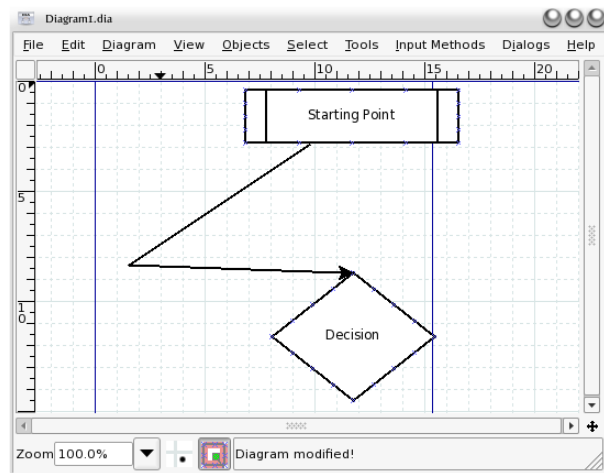 Diagram1.dia
File Edit Diagram View Objects Select Tools Input Methods Dialogs Help
0 5 10 15 20
0
Starting Point
5
10
Decision
Zoom 100.0% Diagram modified!